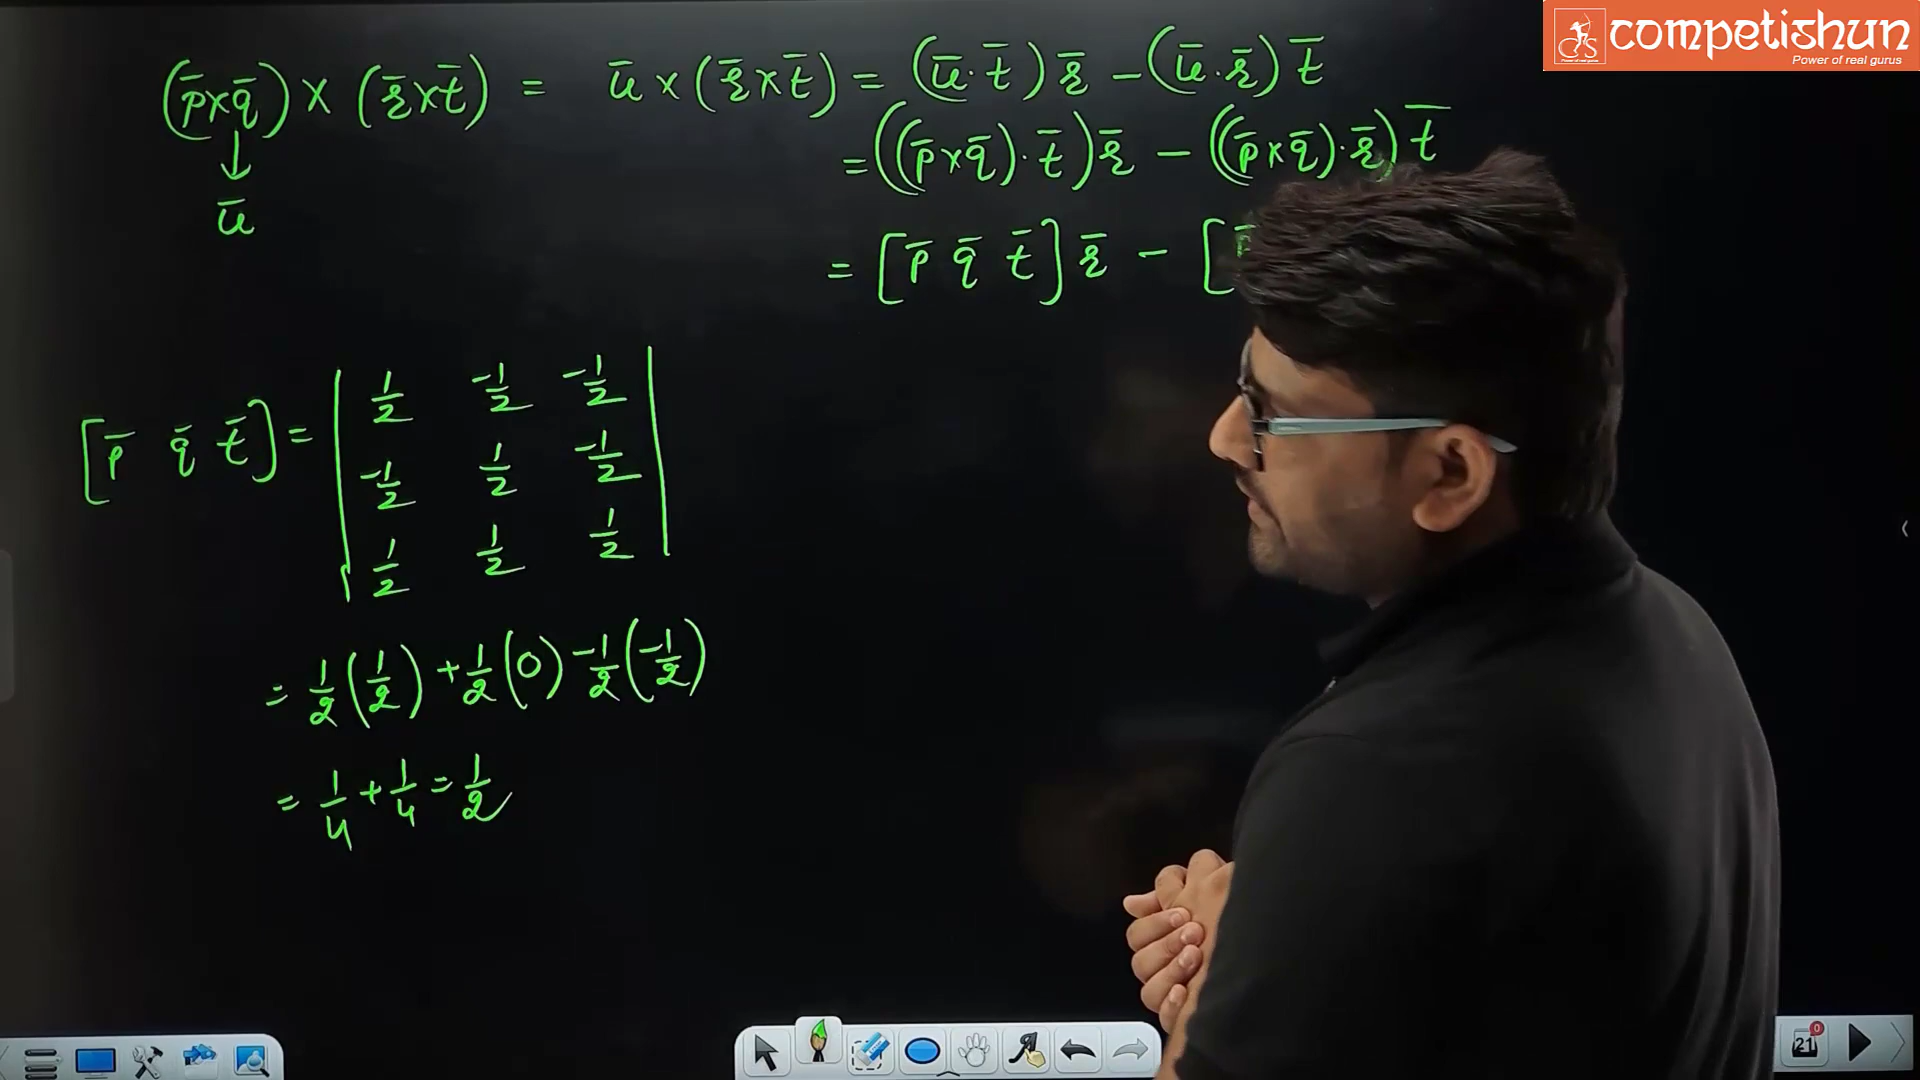 competishun
Power of real gurus
(p̄×q̄) × (r̄×t̄) = ū × (r̄×t̄) = (ū·t̄) r̄ − (ū·r̄) t̄
↓
ū
= ((p̄×q̄)·t̄) r̄ − ((p̄×q̄)·r̄) t̄
= [p̄ q̄ t̄] r̄ − [p̄
[p̄ q̄ t̄] = | 1/2 -1/2 -1/2 |
| -1/2 1/2 -1/2 |
| 1/2 1/2 1/2 |
= 1/2 (1/2) + 1/2 (0) − 1/2 (-1/2)
= 1/4 + 1/4 = 1/2
21
0